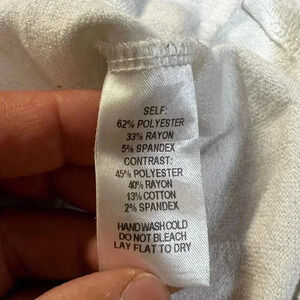 SELF:
62% POLYESTER
33% RAYON
5% SPANDEX
CONTRAST:
45% POLYESTER
40% RAYON
13% COTTON
2% SPANDEX
HAND WASH COLD
DO NOT BLEACH
LAY FLAT TO DRY